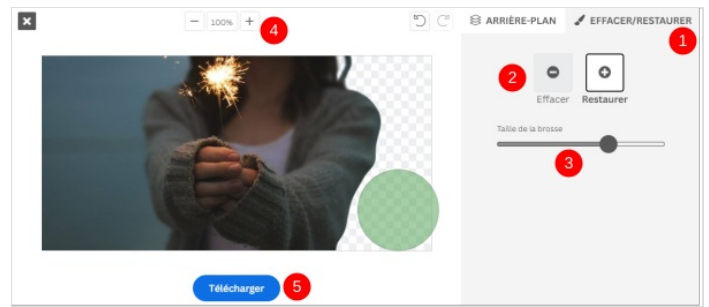 100%
4
ARRIÈRE-PLAN
EFFACER/RESTAURER
1
2
Effacer
Restaurer
Taille de la brosse
3
Télécharger
5